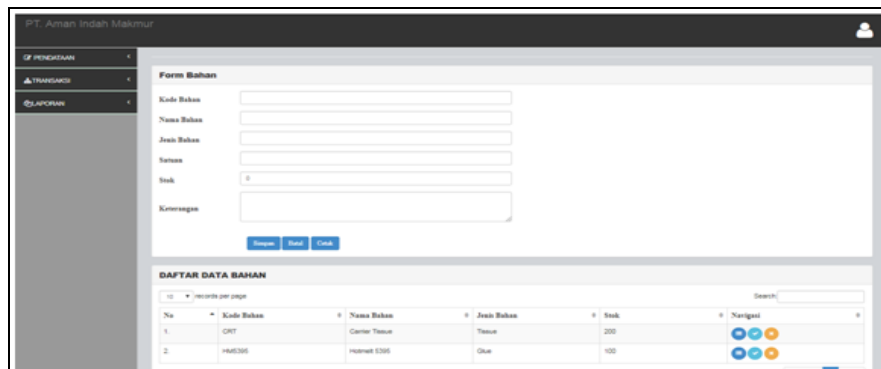 PT. Aman Indah Makmur
PENDATAAN
TRANSAKSI
LAPORAN
Form Bahan
Kode Bahan
Nama Bahan
Jenis Bahan
Satuan
Stok 0
Keterangan
Simpan Batal Cetak
DAFTAR DATA BAHAN
10 records per page Search:
No Kode Bahan Nama Bahan Jenis Bahan Stok Navigasi
1. CRT Carrier Tissue Tissue 200
2. HM5395 Hotmelt 5395 Glue 100